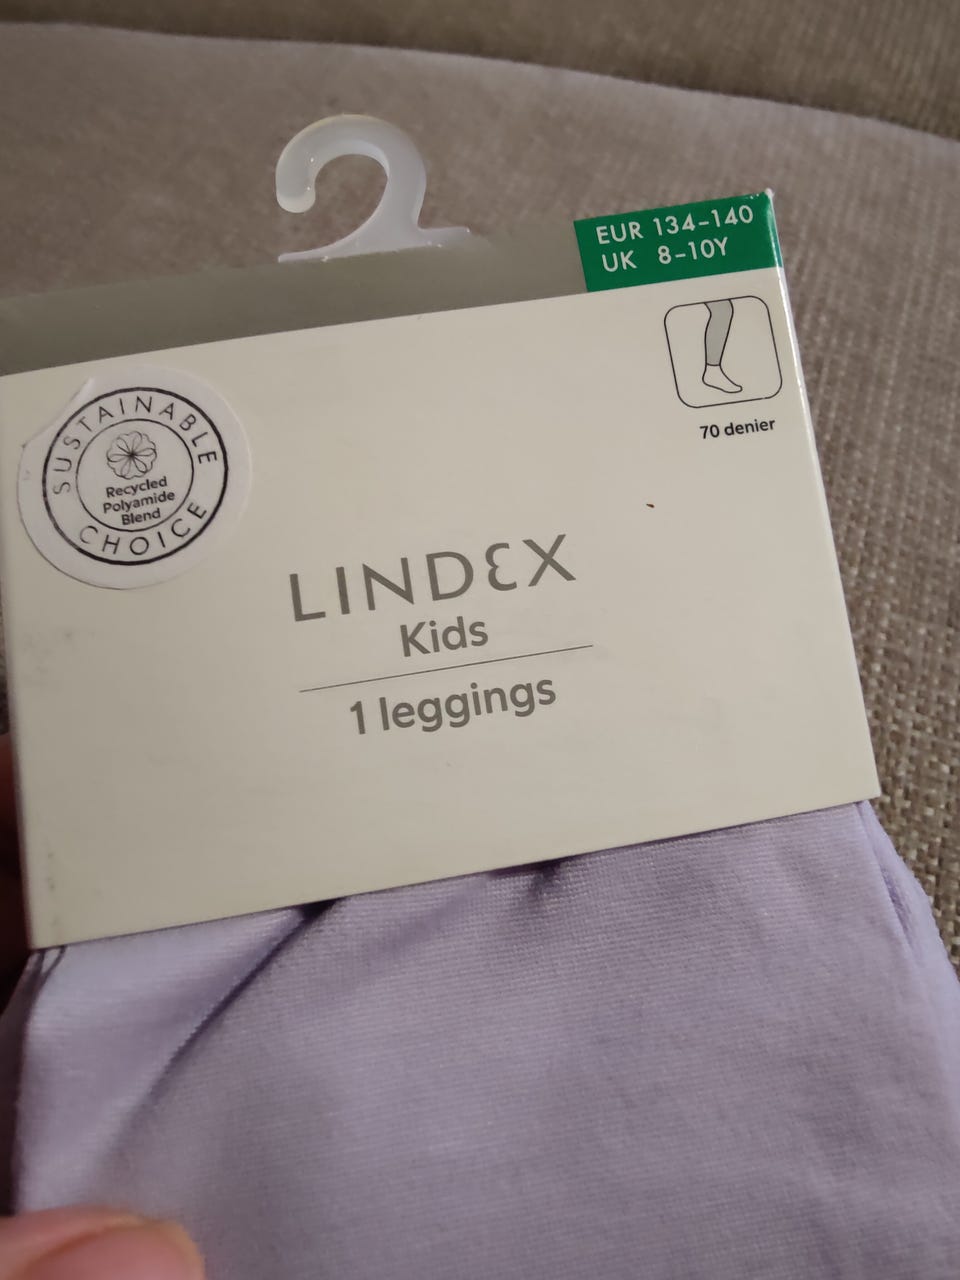 EUR 134-140
UK 8-10Y
70 denier
SUSTAINABLE
Recycled
Polyamide
Blend
CHOICE
LINDEX
Kids
1 leggings